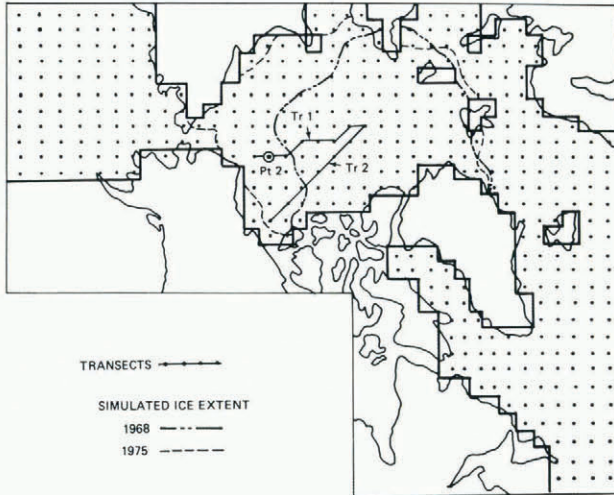 Tr 1
Pt 2
Tr 2
TRANSECTS
SIMULATED ICE EXTENT
1968
1975